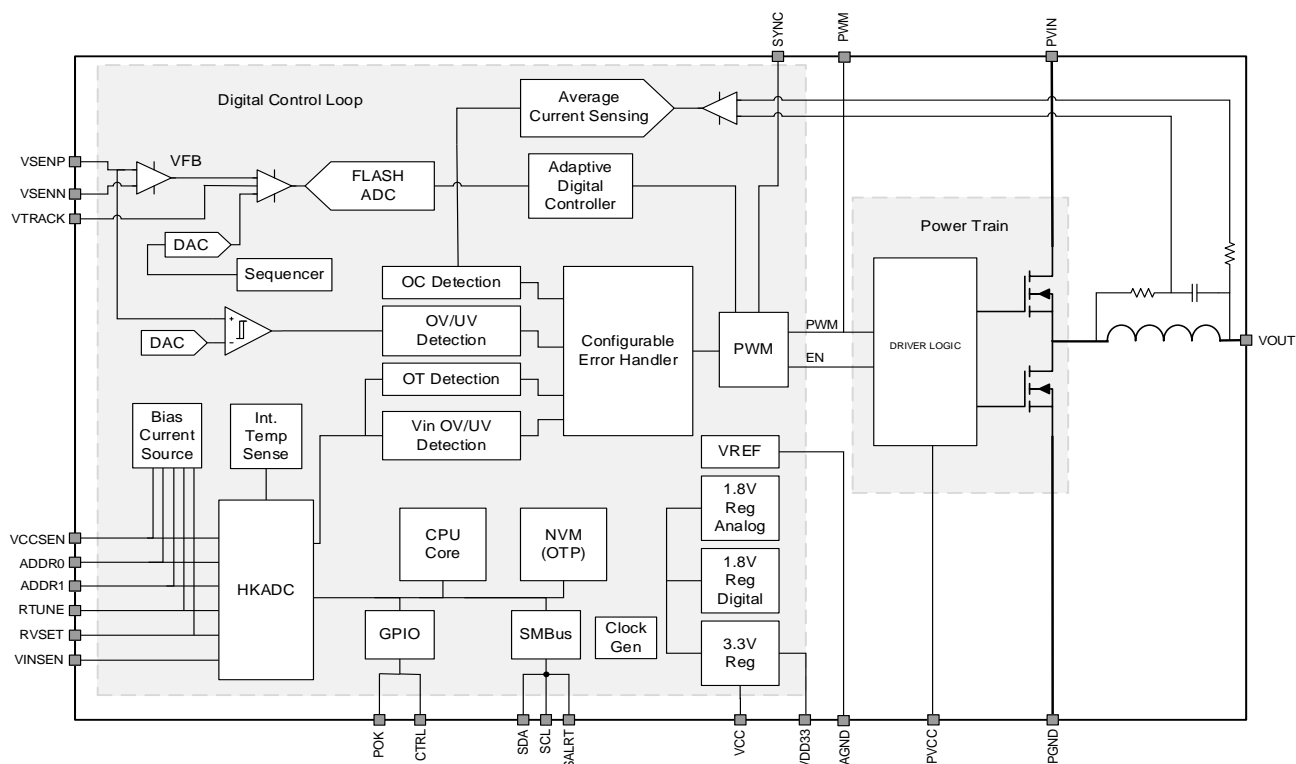 SYNC
PWM
PVIN
Digital Control Loop
Average
Current Sensing
VSENP
VFB
VSENN
FLASH
ADC
Adaptive
Digital
Controller
VTRACK
DAC
Sequencer
Power Train
OC Detection
OV/UV
Detection
DAC
+
-
Configurable
Error Handler
PWM
PWM
EN
DRIVER LOGIC
VOUT
OT Detection
Vin OV/UV
Detection
Bias
Current
Source
Int.
Temp
Sense
VREF
1.8V
Reg
Analog
VCCSEN
ADDR0
ADDR1
RTUNE
RVSET
VINSEN
HKADC
CPU
Core
NVM
(OTP)
1.8V
Reg
Digital
GPIO
SMBus
Clock
Gen
3.3V
Reg
POK
CTRL
SDA
SCL
SALRT
VCC
VDD33
AGND
PVCC
PGND